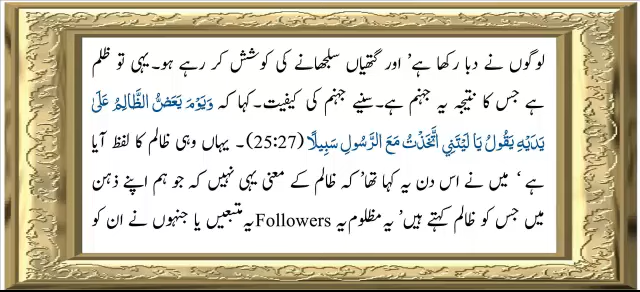 لوگوں نے دبا رکھا ہے’ اور گتھیاں سلجھانے کی کوشش کر رہے ہو۔ یہی تو ظلم
ہے جس کا نتیجہ یہ جہنم ہے۔ سنیے جہنم کی کیفیت۔ کہا کہ وَيَوْمَ يَعَضُّ الظَّالِمُ عَلَىٰ
يَدَيْهِ يَقُولُ يَا لَيْتَنِي اتَّخَذْتُ مَعَ الرَّسُولِ سَبِيلًا (25:27)۔ یہاں وہی ظالم کا لفظ آیا
ہے ‘ میں نے اس دن یہ کہا تھا’ کہ ظالم کے معنی یہی نہیں کہ جو ہم اپنے ذہن
میں جس کو ظالم کہتے ہیں’ یہ مظلوم یہ Followers یہ متبعین یا جنہوں نے ان کو